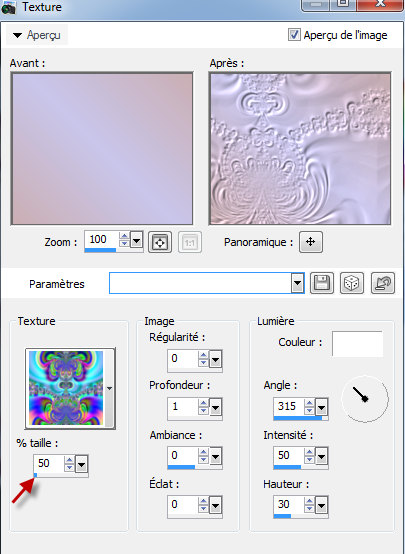 Texture
Aperçu
Aperçu de l'image
Avant :
Après :
Zoom : 100
1:1
Panoramique :
Paramètres
Texture
Image
Lumière
Régularité :
0
Couleur :
Profondeur :
1
Angle :
315
% taille :
50
Ambiance :
0
Intensité :
50
Éclat :
0
Hauteur :
30